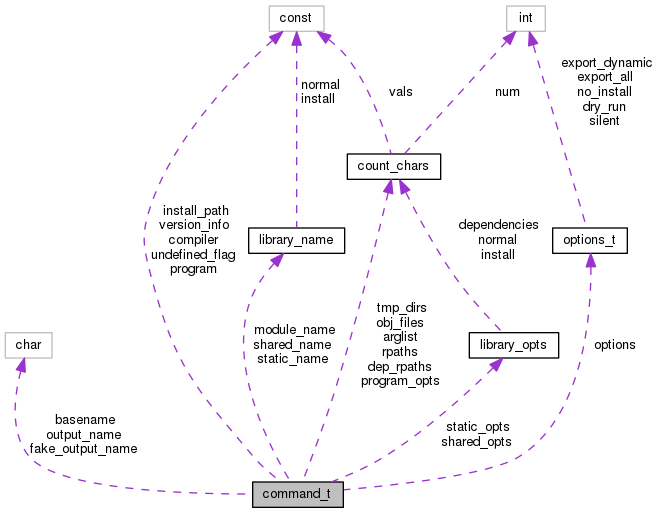 const
int
normal
install
vals
num
export_dynamic
export_all
no_install
dry_run
silent
count_chars
install_path
version_info
compiler
undefined_flag
program
library_name
dependencies
normal
install
options_t
char
module_name
shared_name
static_name
tmp_dirs
obj_files
arglist
rpaths
dep_rpaths
program_opts
library_opts
options
basename
output_name
fake_output_name
static_opts
shared_opts
command_t